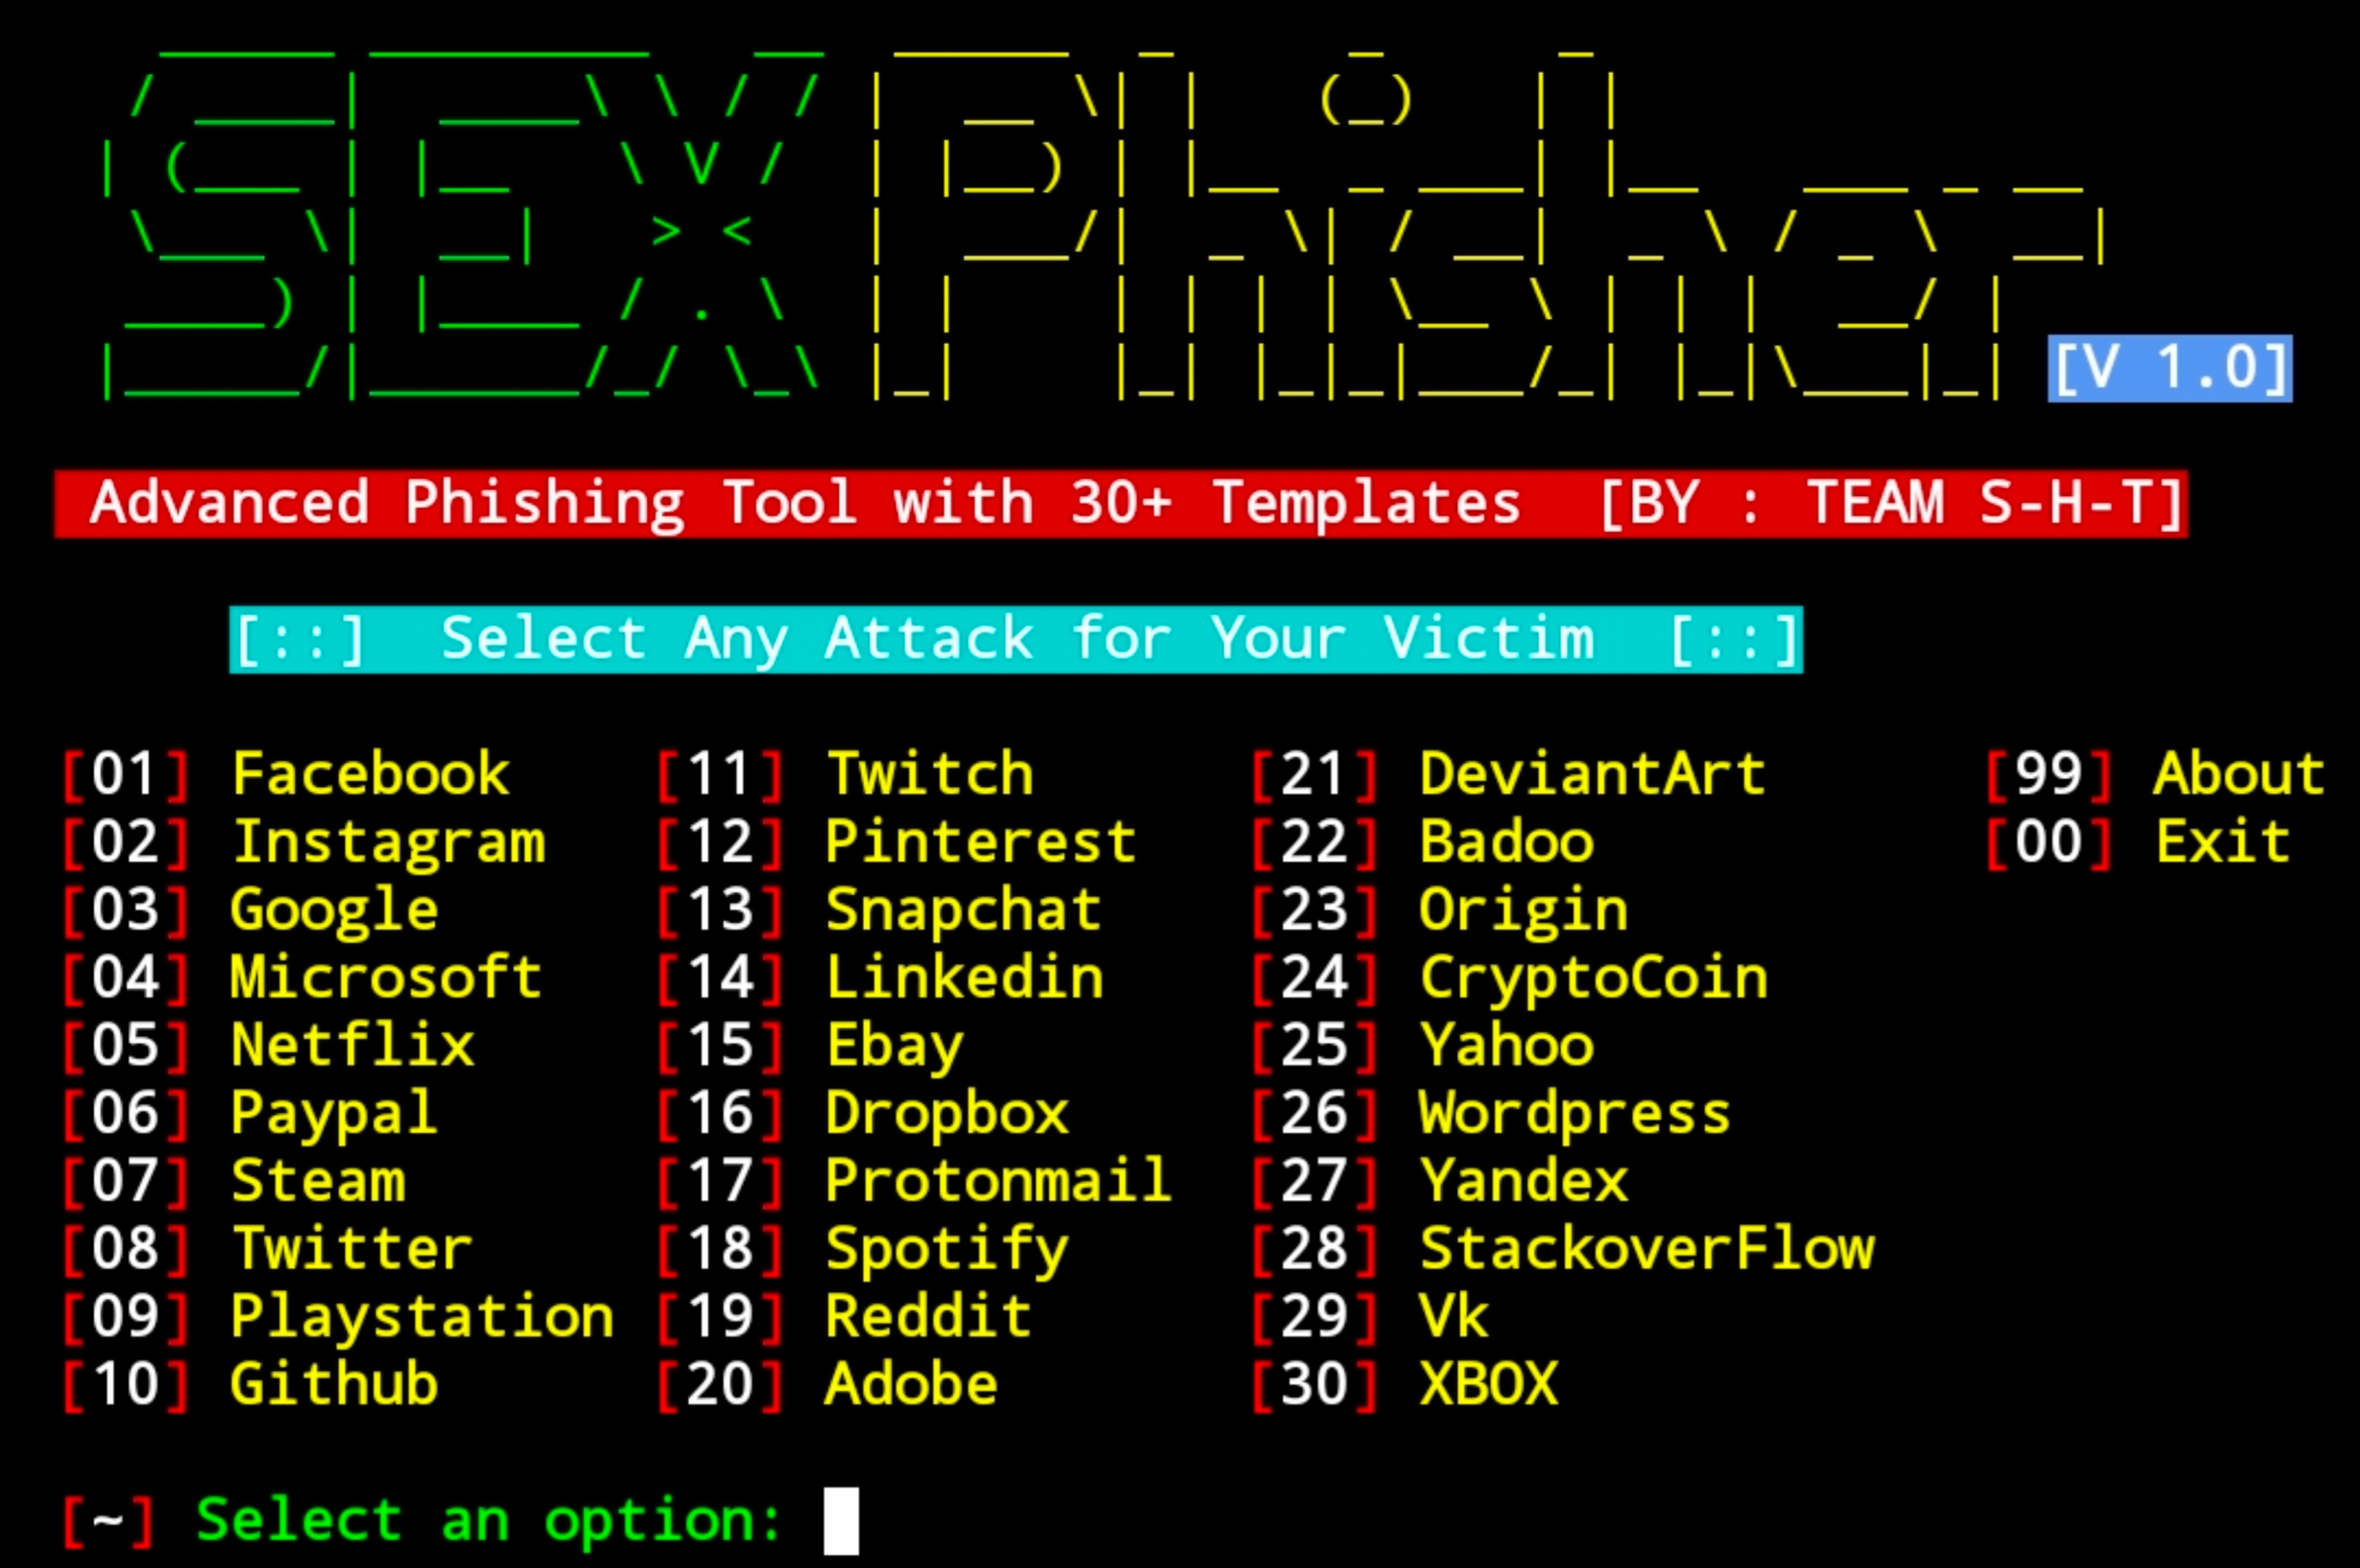 SEX Phisher
[V 1.0]
Advanced Phishing Tool with 30+ Templates [BY : TEAM S-H-T]
[::] Select Any Attack for Your Victim [::]
[01] Facebook [11] Twitch [21] DeviantArt [99] About
[02] Instagram [12] Pinterest [22] Badoo [00] Exit
[03] Google [13] Snapchat [23] Origin
[04] Microsoft [14] Linkedin [24] CryptoCoin
[05] Netflix [15] Ebay [25] Yahoo
[06] Paypal [16] Dropbox [26] Wordpress
[07] Steam [17] Protonmail [27] Yandex
[08] Twitter [18] Spotify [28] StackoverFlow
[09] Playstation [19] Reddit [29] Vk
[10] Github [20] Adobe [30] XBOX
[~] Select an option: